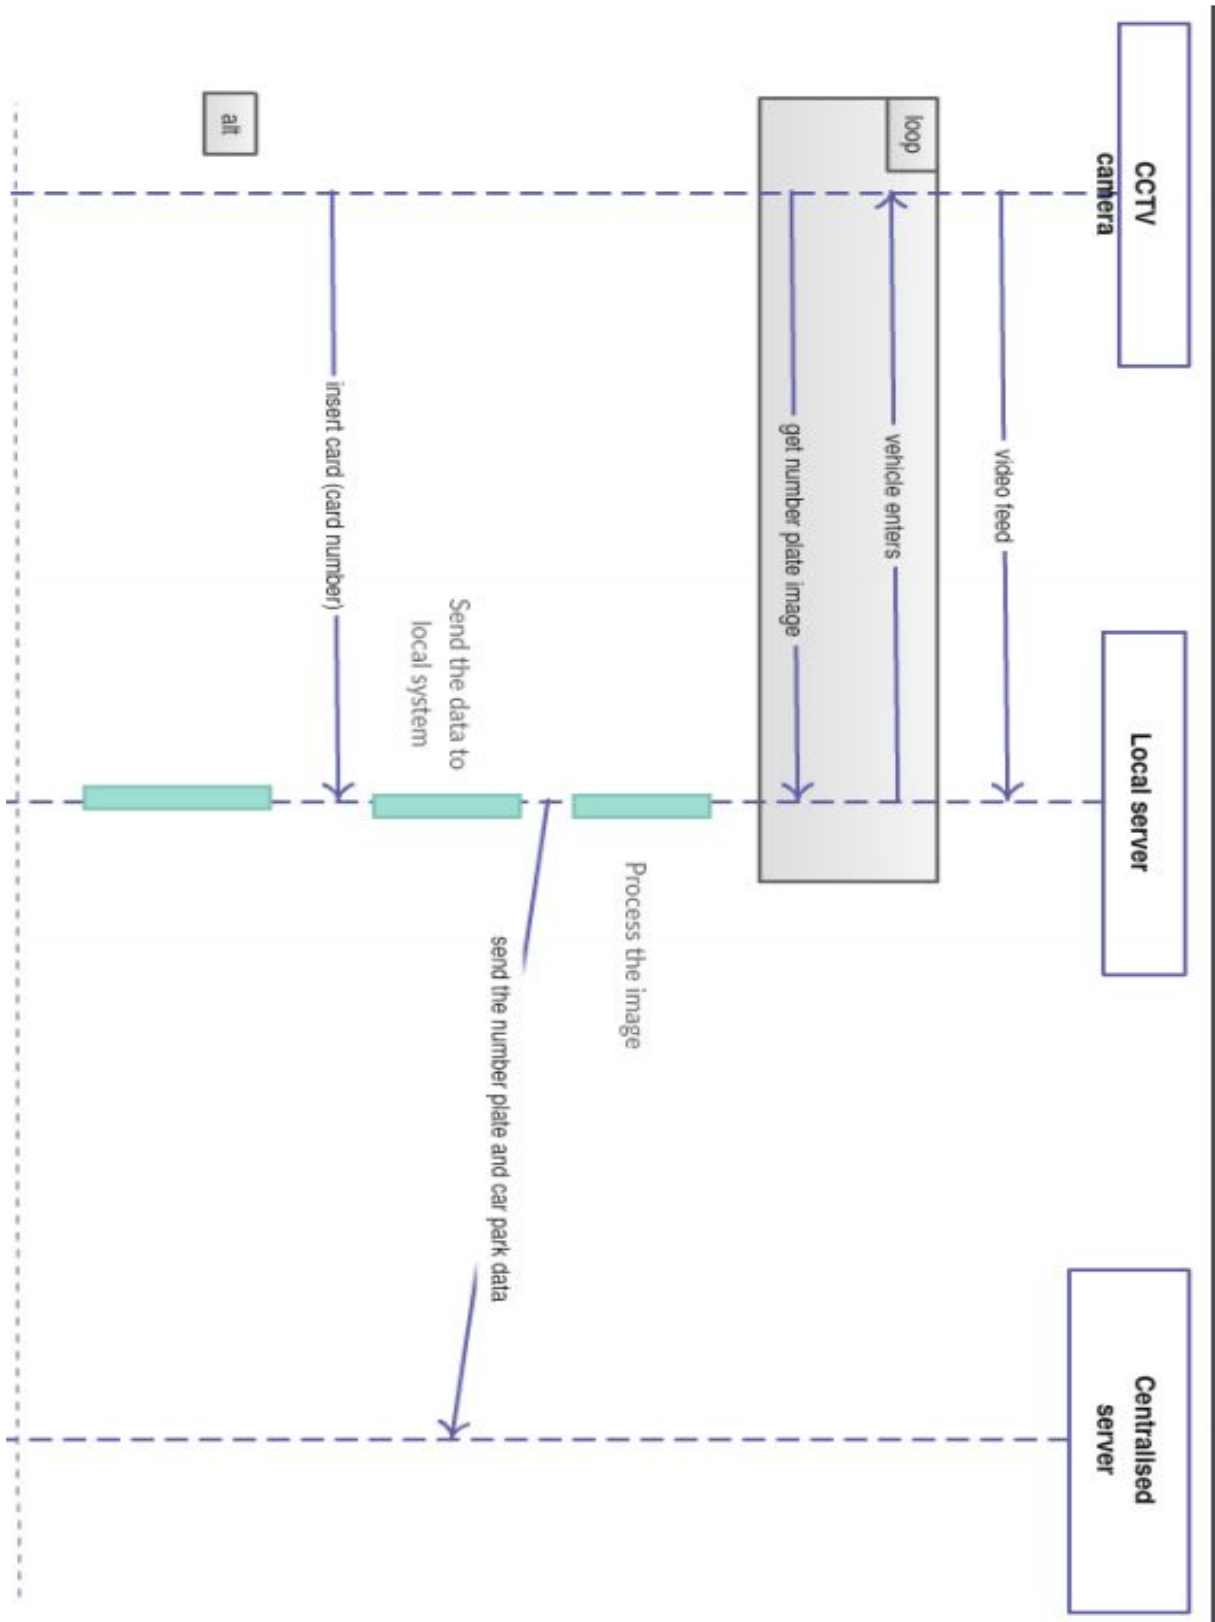 CCTV
camera
Local server
Centralised
server
video feed
loop
vehicle enters
get number plate image
Process the image
send the number plate and car park data
Send the data to
local system
insert card (card number)
alt